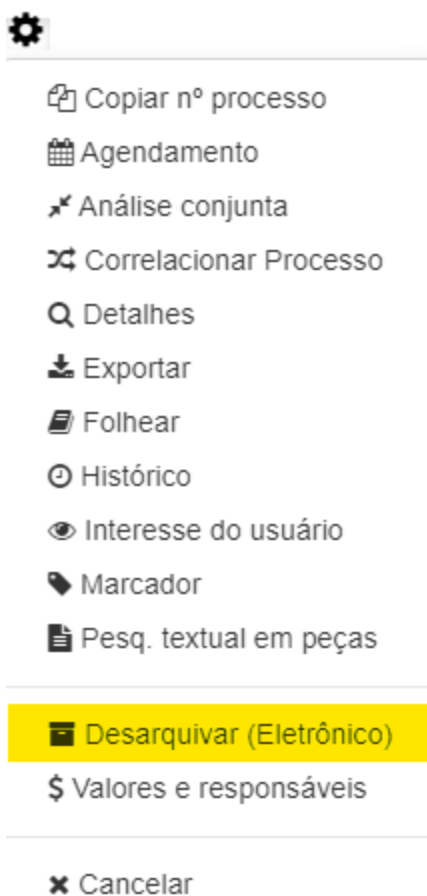 Copiar nº processo
Agendamento
Análise conjunta
Correlacionar Processo
Detalhes
Exportar
Folhear
Histórico
Interesse do usuário
Marcador
Pesq. textual em peças
Desarquivar (Eletrônico)
$ Valores e responsáveis
Cancelar